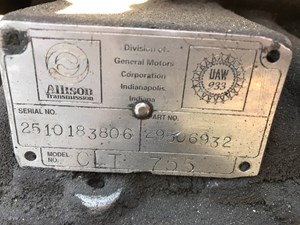 Allison
Transmission
Division of
General Motors
Corporation
Indianapolis
Indiana
UAW
933
SERIAL NO.
PART NO.
2510183806
29506932
MODEL
NO.
CLT 755